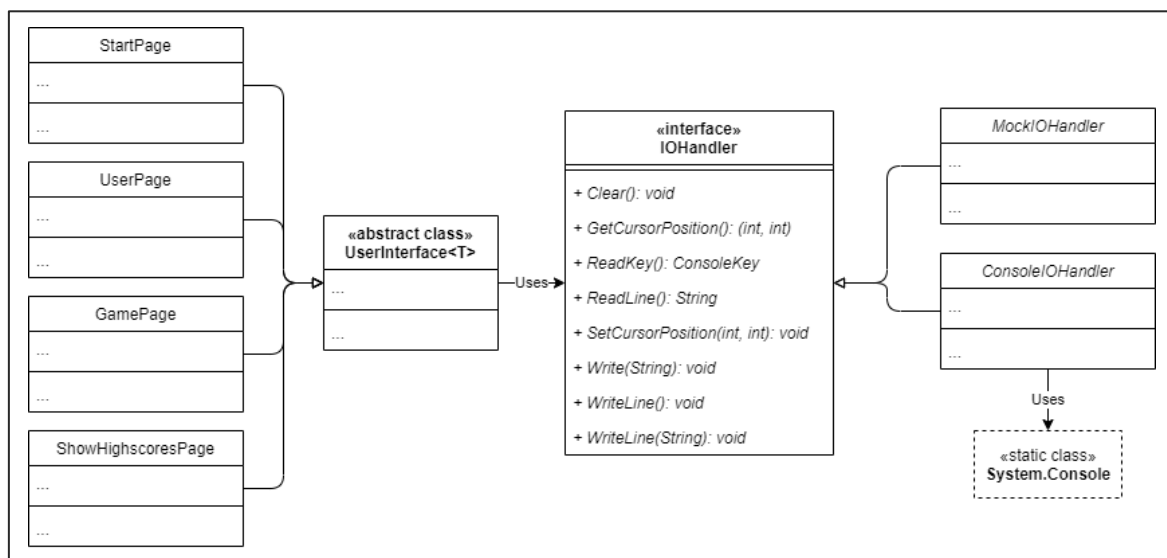 StartPage
...
...
UserPage
...
...
GamePage
...
...
ShowHighscoresPage
...
...
«abstract class»
UserInterface<T>
...
...
Uses
«interface»
IOHandler
+ Clear(): void
+ GetCursorPosition(): (int, int)
+ ReadKey(): ConsoleKey
+ ReadLine(): String
+ SetCursorPosition(int, int): void
+ Write(String): void
+ WriteLine(): void
+ WriteLine(String): void
MockIOHandler
...
...
ConsoleIOHandler
...
...
Uses
«static class»
System.Console